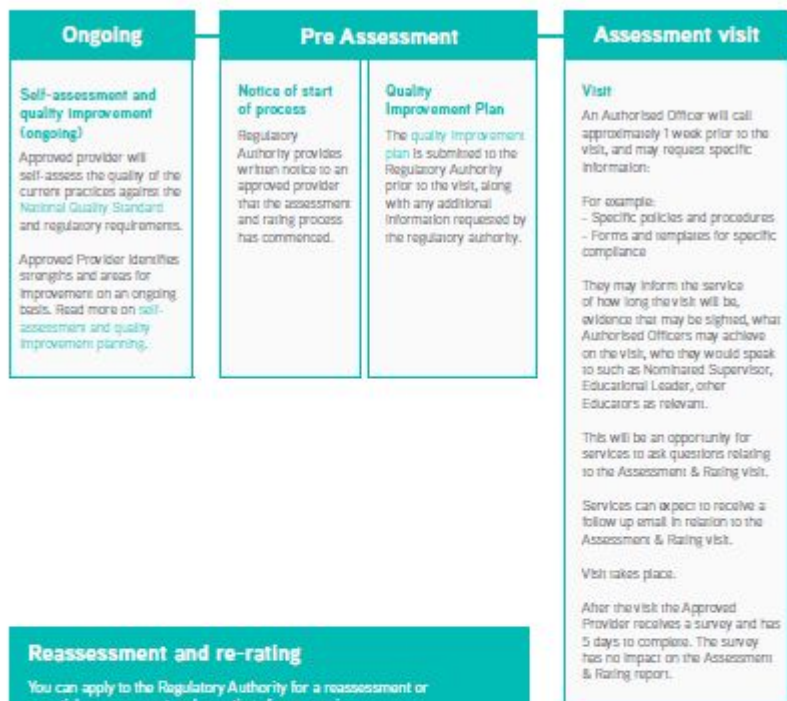 Ongoing
Self-assessment and
quality improvement
(ongoing)
Approved provider will
self-assess the quality of the
current practices against the
National Quality Standard
and regulatory requirements.
Approved Provider identifies
strengths and areas for
improvement on an ongoing
basis. Read more on self-
assessment and quality
improvement planning.
Pre Assessment
Notice of start
of process
Regulatory
Authority provides
written notice to an
approved provider
that the assessment
and rating process
has commenced.
Quality
Improvement Plan
The quality improvement
plan is submitted to the
Regulatory Authority
prior to the visit, along
with any additional
information requested by
the regulatory authority.
Assessment visit
Visit
An Authorised Officer will call
approximately 1 week prior to the
visit, and may request specific
information:
For example:
- Specific policies and procedures
- Forms and templates for specific
compliance
They may inform the service
of how long the visit will be,
evidence that may be sighted, what
Authorised Officers may achieve
on the visit, who they would speak
to such as Nominated Supervisor,
Educational Leader, other
Educators as relevant.
This will be an opportunity for
services to ask questions relating
to the Assessment & Rating visit.
Services can expect to receive a
follow up email in relation to the
Assessment & Rating visit.
Visit takes place.
After the visit the Approved
Provider receives a survey and has
5 days to complete. The survey
has no impact on the Assessment
& Rating report.
Reassessment and re-rating
You can apply to the Regulatory Authority for a reassessment or